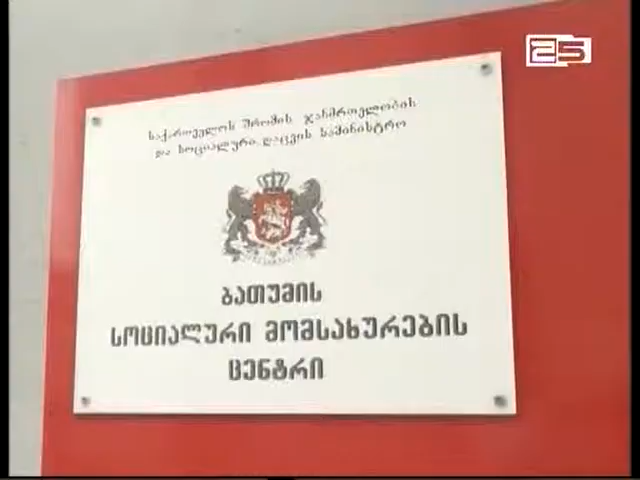 25
საქართველოს შრომის, ჯანმრთელობის
და სოციალური დაცვის სამინისტრო
ბათუმის
სოციალური მომსახურების
ცენტრი